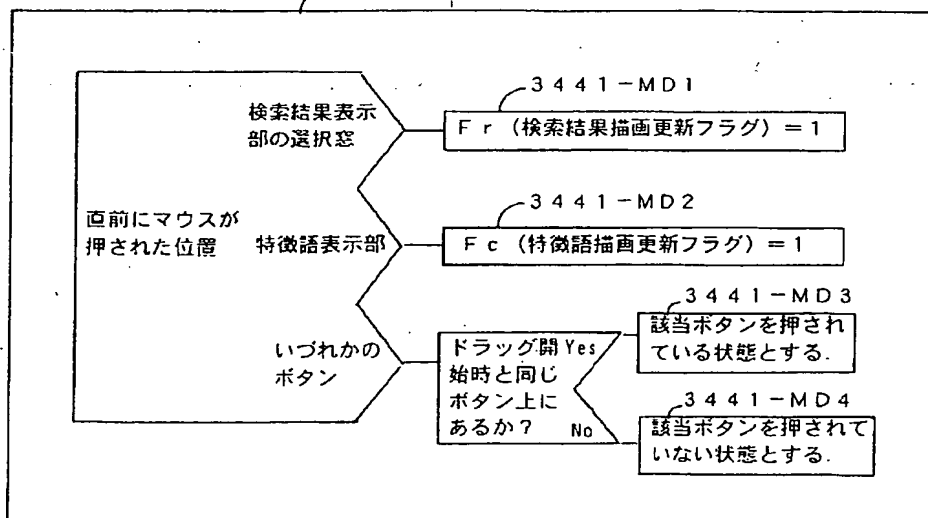 3441-MD1
検索結果表示
部の選択窓
Fr (検索結果描画更新フラグ) = 1
3441-MD2
直前にマウスが
押された位置
特徴語表示部
Fc (特徴語描画更新フラグ) = 1
3441-MD3
いづれかの
ボタン
ドラッグ開 Yes
始時と同じ
ボタン上に
あるか? No
該当ボタンを押され
ている状態とする.
3441-MD4
該当ボタンを押されて
いない状態とする.